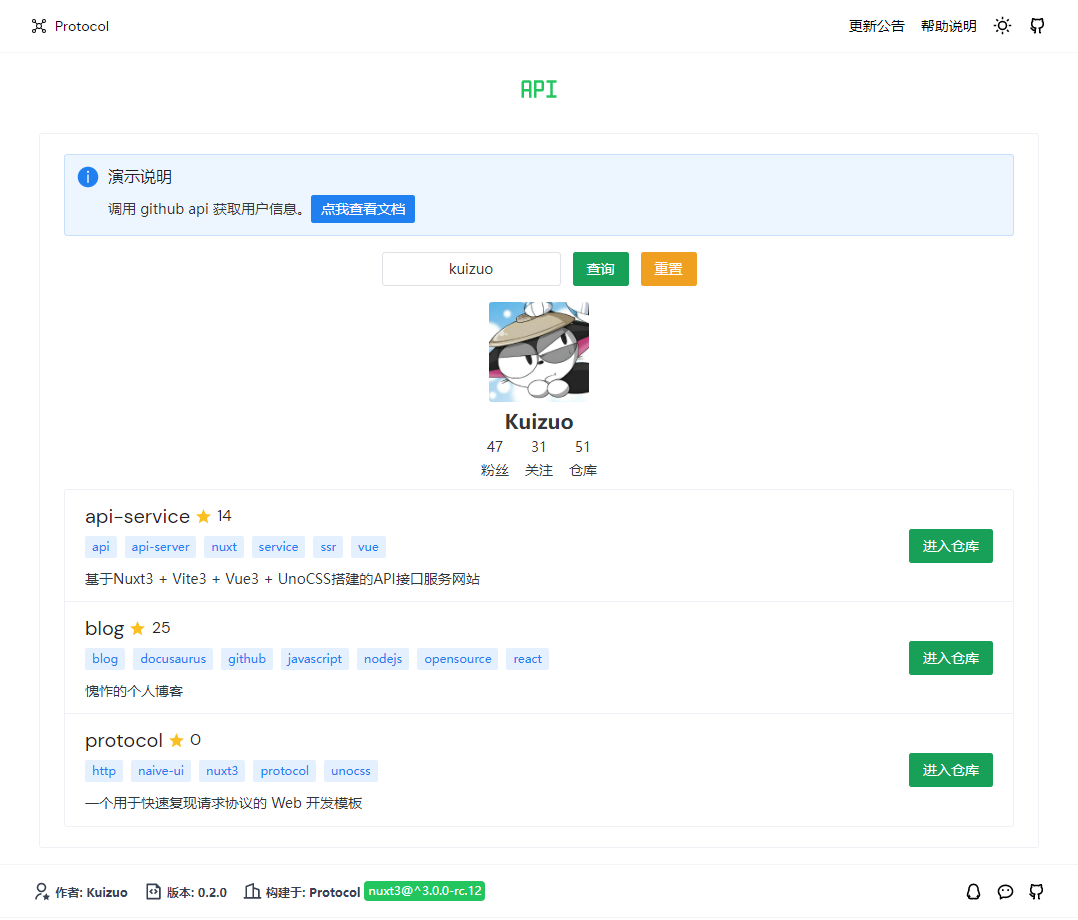 Protocol 更新公告 帮助说明
API
演示说明
调用 github api 获取用户信息。 点我查看文档
kuizuo 查询 重置
Kuizuo
47 31 51
粉丝 关注 仓库
api-service 14
api api-server nuxt service ssr vue
进入仓库
基于Nuxt3 + Vite3 + Vue3 + UnoCSS搭建的API接口服务网站
blog 25
blog docusaurus github javascript nodejs opensource react
进入仓库
愧怍的个人博客
protocol 0
http naive-ui nuxt3 protocol unocss
进入仓库
一个用于快速复现请求协议的 Web 开发模板
作者: Kuizuo 版本: 0.2.0 构建于: Protocol nuxt3@^3.0.0-rc.12